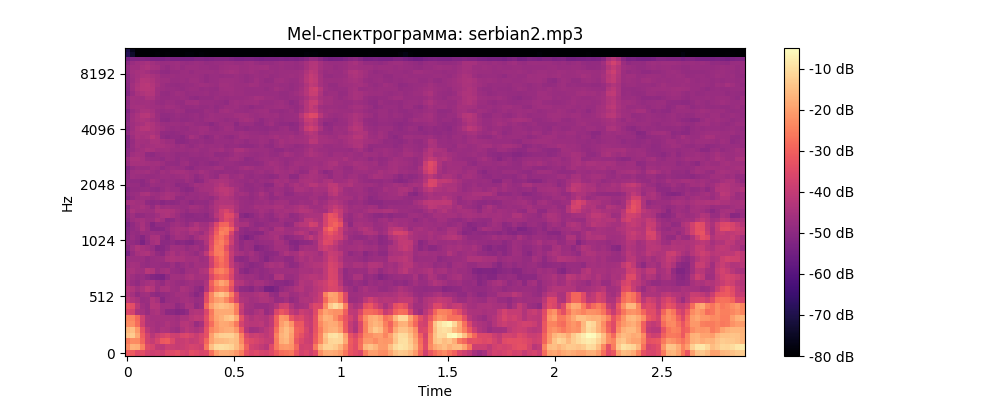 Mel-спектрограмма: serbian2.mp3
8192
4096
2048
1024
512
0
Hz
0 0.5 1 1.5 2 2.5
Time
-10 dB
-20 dB
-30 dB
-40 dB
-50 dB
-60 dB
-70 dB
-80 dB